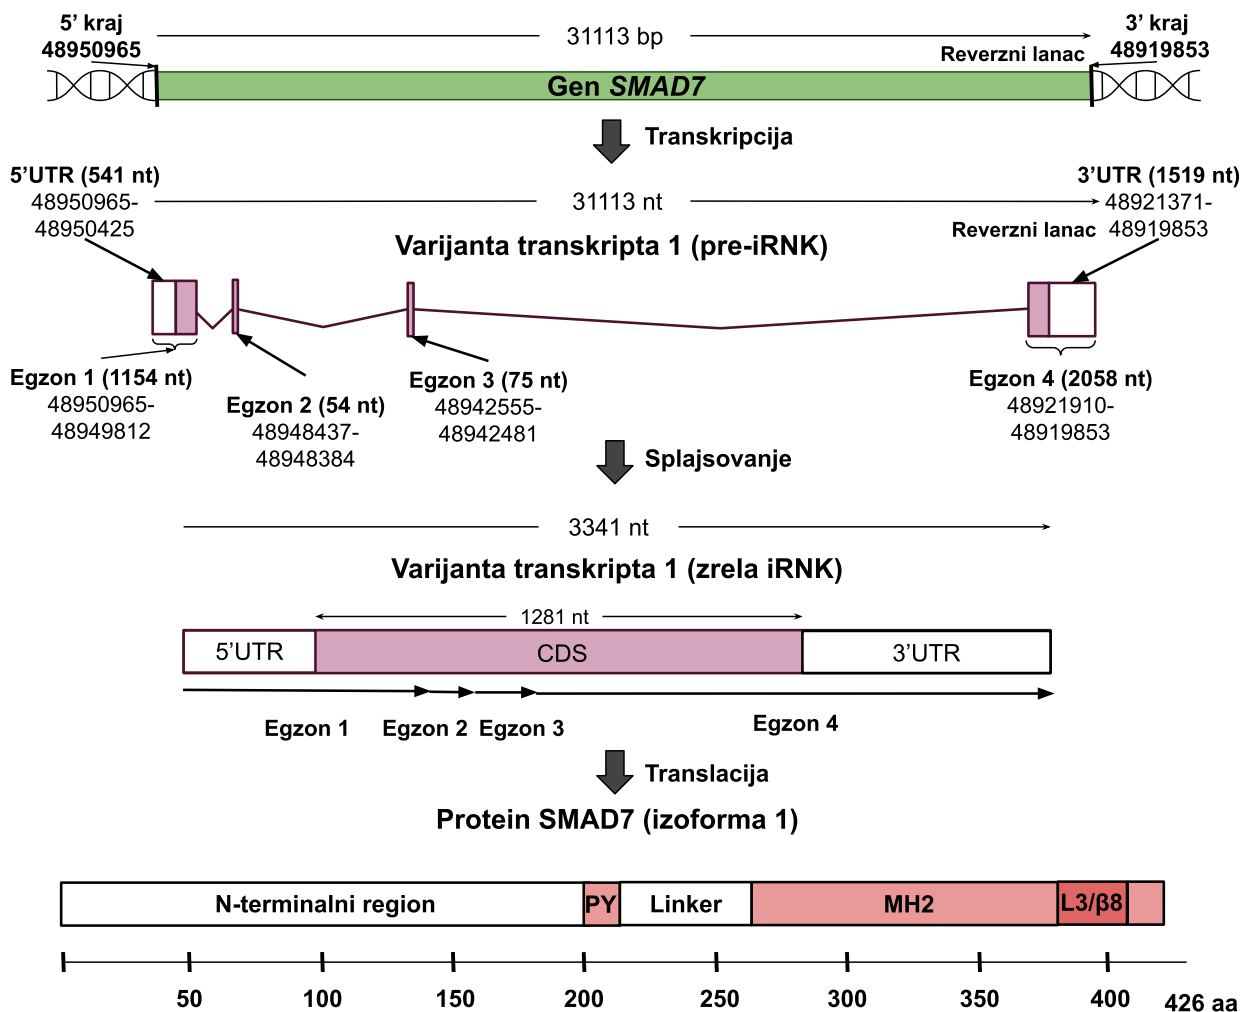 5’ kraj
48950965
31113 bp
Reverzni lanac
3’ kraj
48919853
Gen SMAD7
Transkripcija
5’UTR (541 nt)
48950965-
48950425
31113 nt
3’UTR (1519 nt)
48921371-
48919853
Reverzni lanac
Varijanta transkripta 1 (pre-iRNK)
Egzon 1 (1154 nt)
48950965-
48949812
Egzon 2 (54 nt)
48948437-
48948384
Egzon 3 (75 nt)
48942555-
48942481
Egzon 4 (2058 nt)
48921910-
48919853
Splajsovanje
3341 nt
Varijanta transkripta 1 (zrela iRNK)
1281 nt
5’UTR CDS 3’UTR
Egzon 1 Egzon 2 Egzon 3 Egzon 4
Translacija
Protein SMAD7 (izoforma 1)
N-terminalni region PY Linker MH2 L3/β8
50 100 150 200 250 300 350 400 426 aa